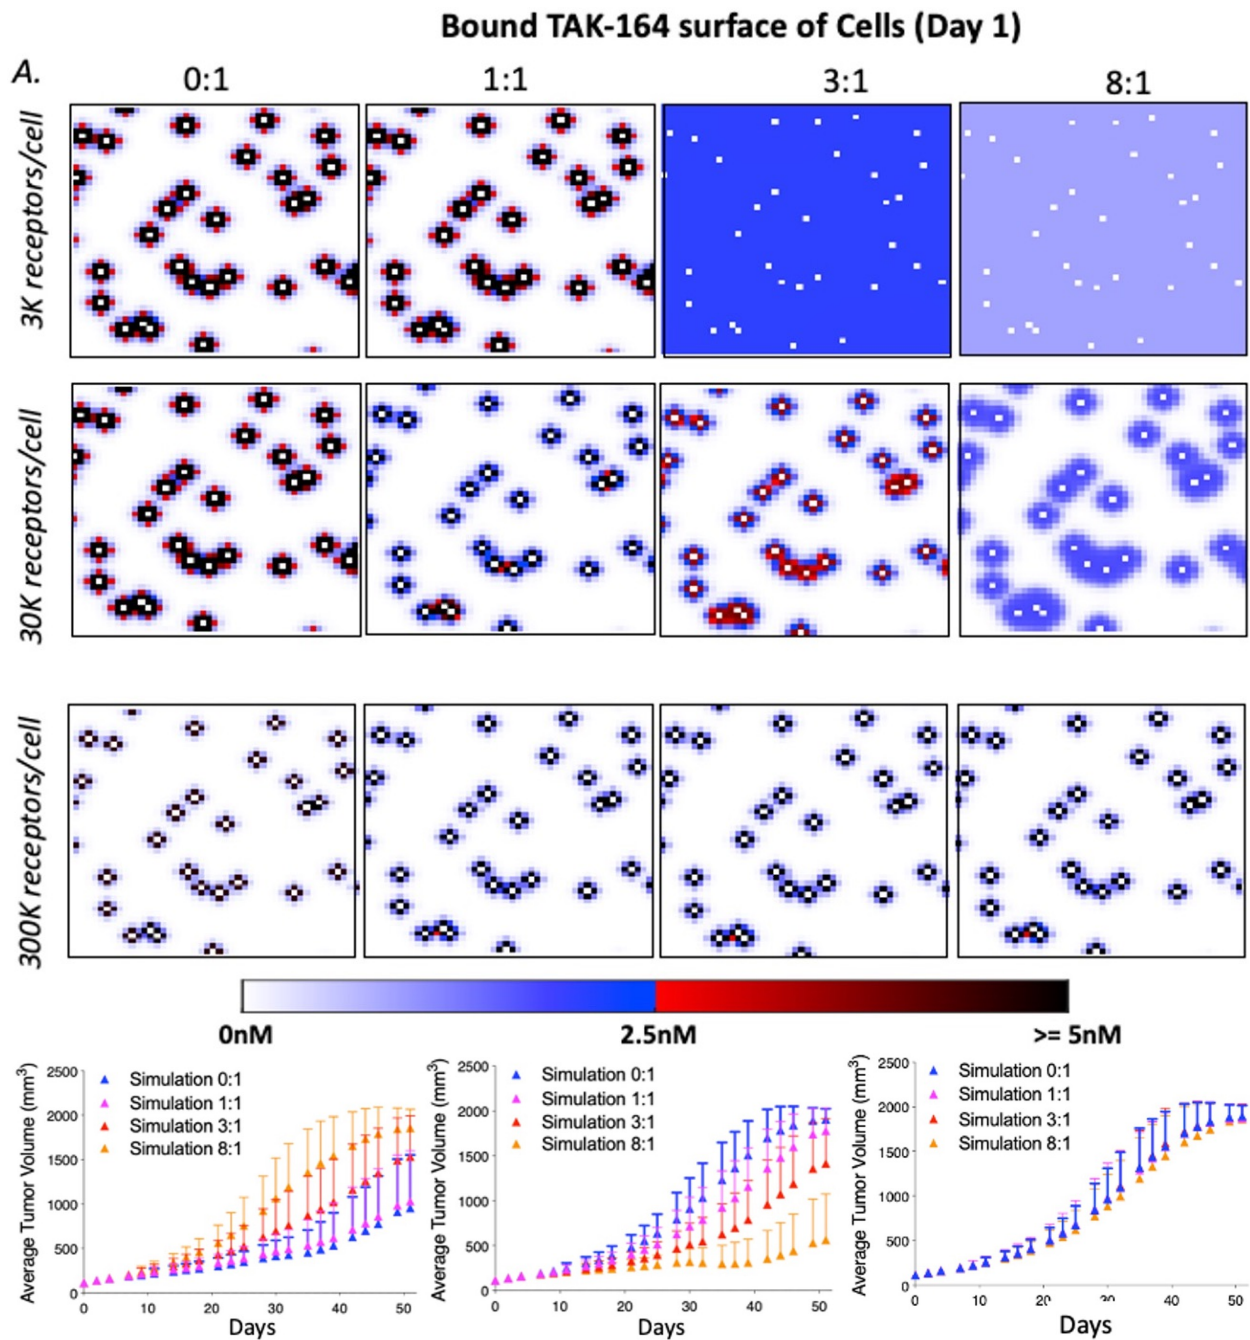 Bound TAK-164 surface of Cells (Day 1)
A.
0:1 1:1 3:1 8:1
3K receptors/cell
30K receptors/cell
300K receptors/cell
0nM 2.5nM >= 5nM
Average Tumor Volume (mm³)
2500
2000
1500
1000
500
0
Simulation 0:1
Simulation 1:1
Simulation 3:1
Simulation 8:1
0 10 20 30 40 50
Days
Average Tumor Volume (mm³)
2500
2000
1500
1000
500
0
Simulation 0:1
Simulation 1:1
Simulation 3:1
Simulation 8:1
0 10 20 30 40 50
Days
Average Tumor Volume (mm³)
2500
2000
1500
1000
500
0
Simulation 0:1
Simulation 1:1
Simulation 3:1
Simulation 8:1
0 10 20 30 40 50
Days